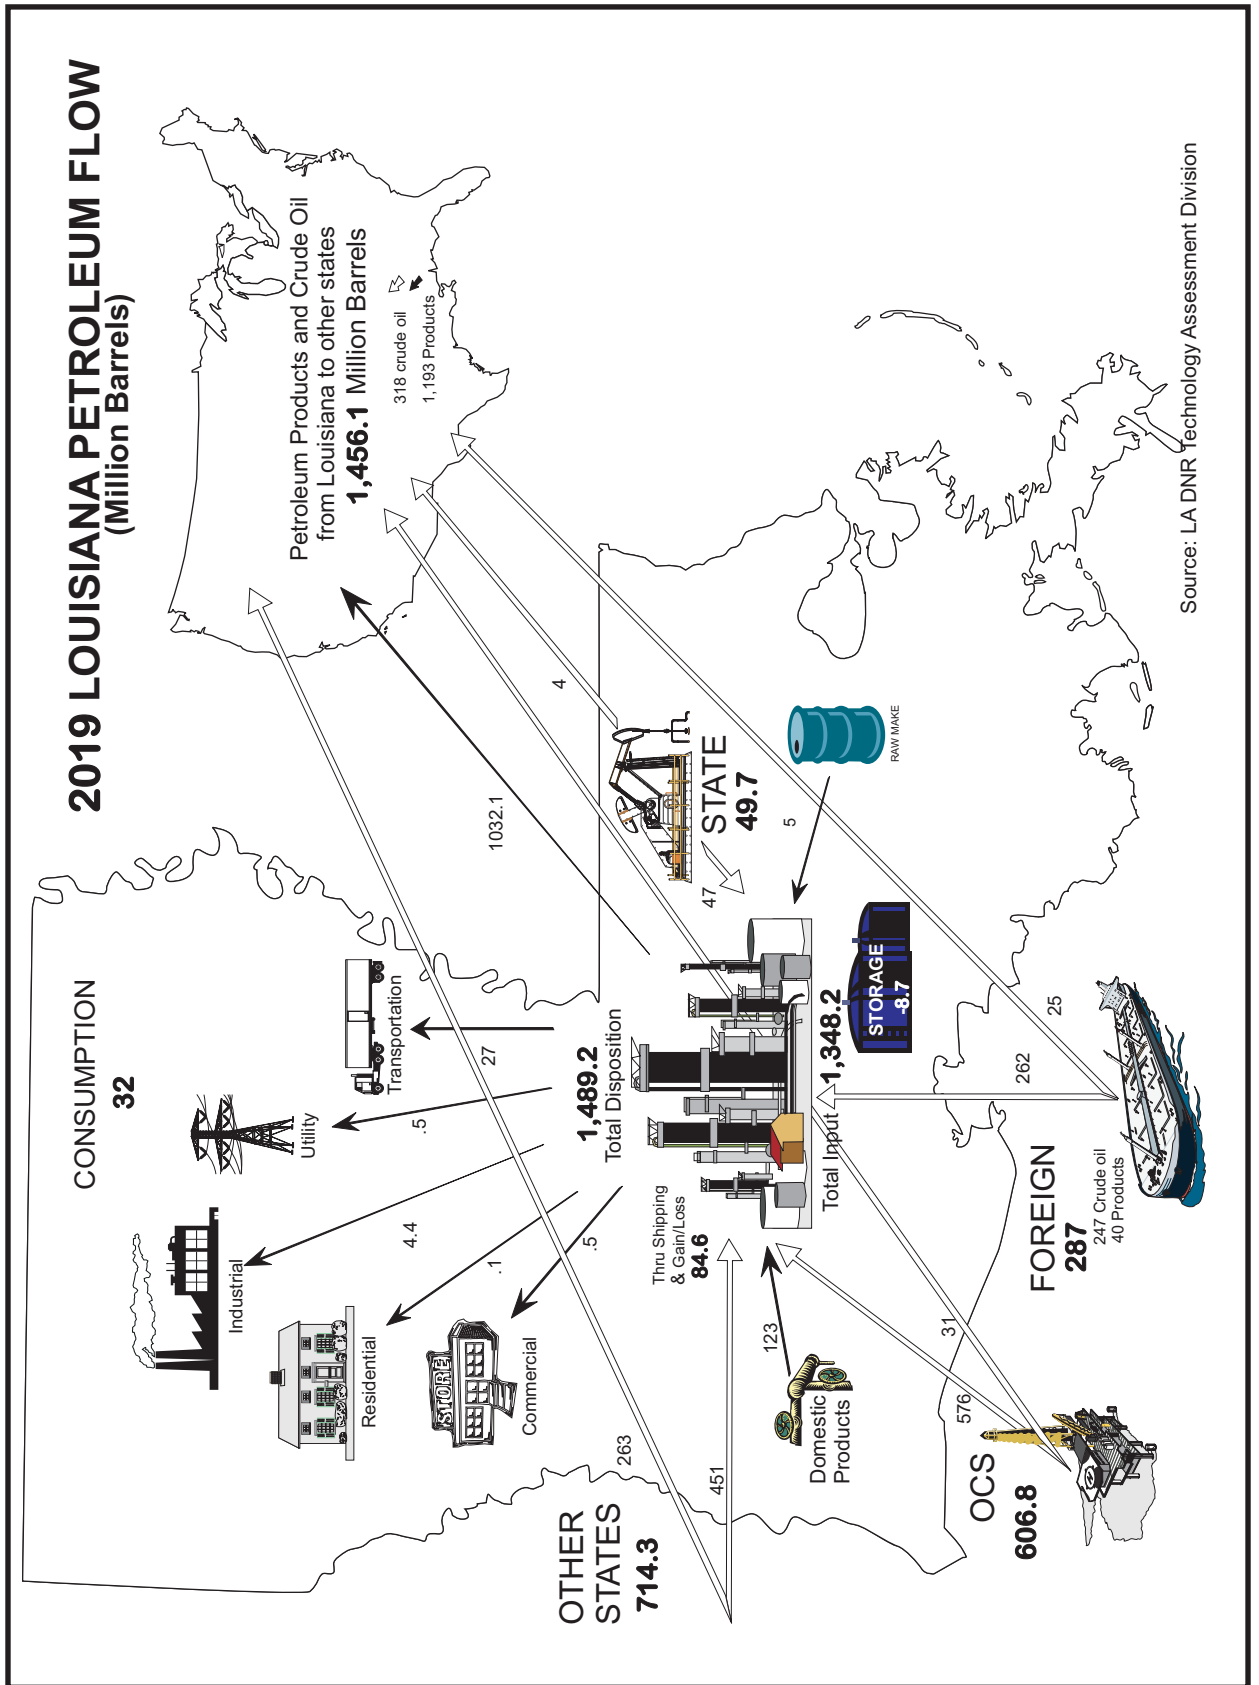 2019 LOUISIANA PETROLEUM FLOW
(Million Barrels)
CONSUMPTION
32
Transportation
Utility
Industrial
Residential
Commercial
STORE
27
.5
4.4
.1
.5
Petroleum Products and Crude Oil
from Louisiana to other states
1,456.1 Million Barrels
318 crude oil
1,193 Products
1032.1
4
OTHER
STATES
714.3
263
451
1,489.2
Total Disposition
Thru Shipping
& Gain/Loss
84.6
STATE
49.7
47
5
RAW MAKE
Total Input 1,348.2
STORAGE
-8.7
123
Domestic
Products
OCS
606.8
576
31
FOREIGN
287
247 Crude oil
40 Products
262
25
Source: LA DNR Technology Assessment Division